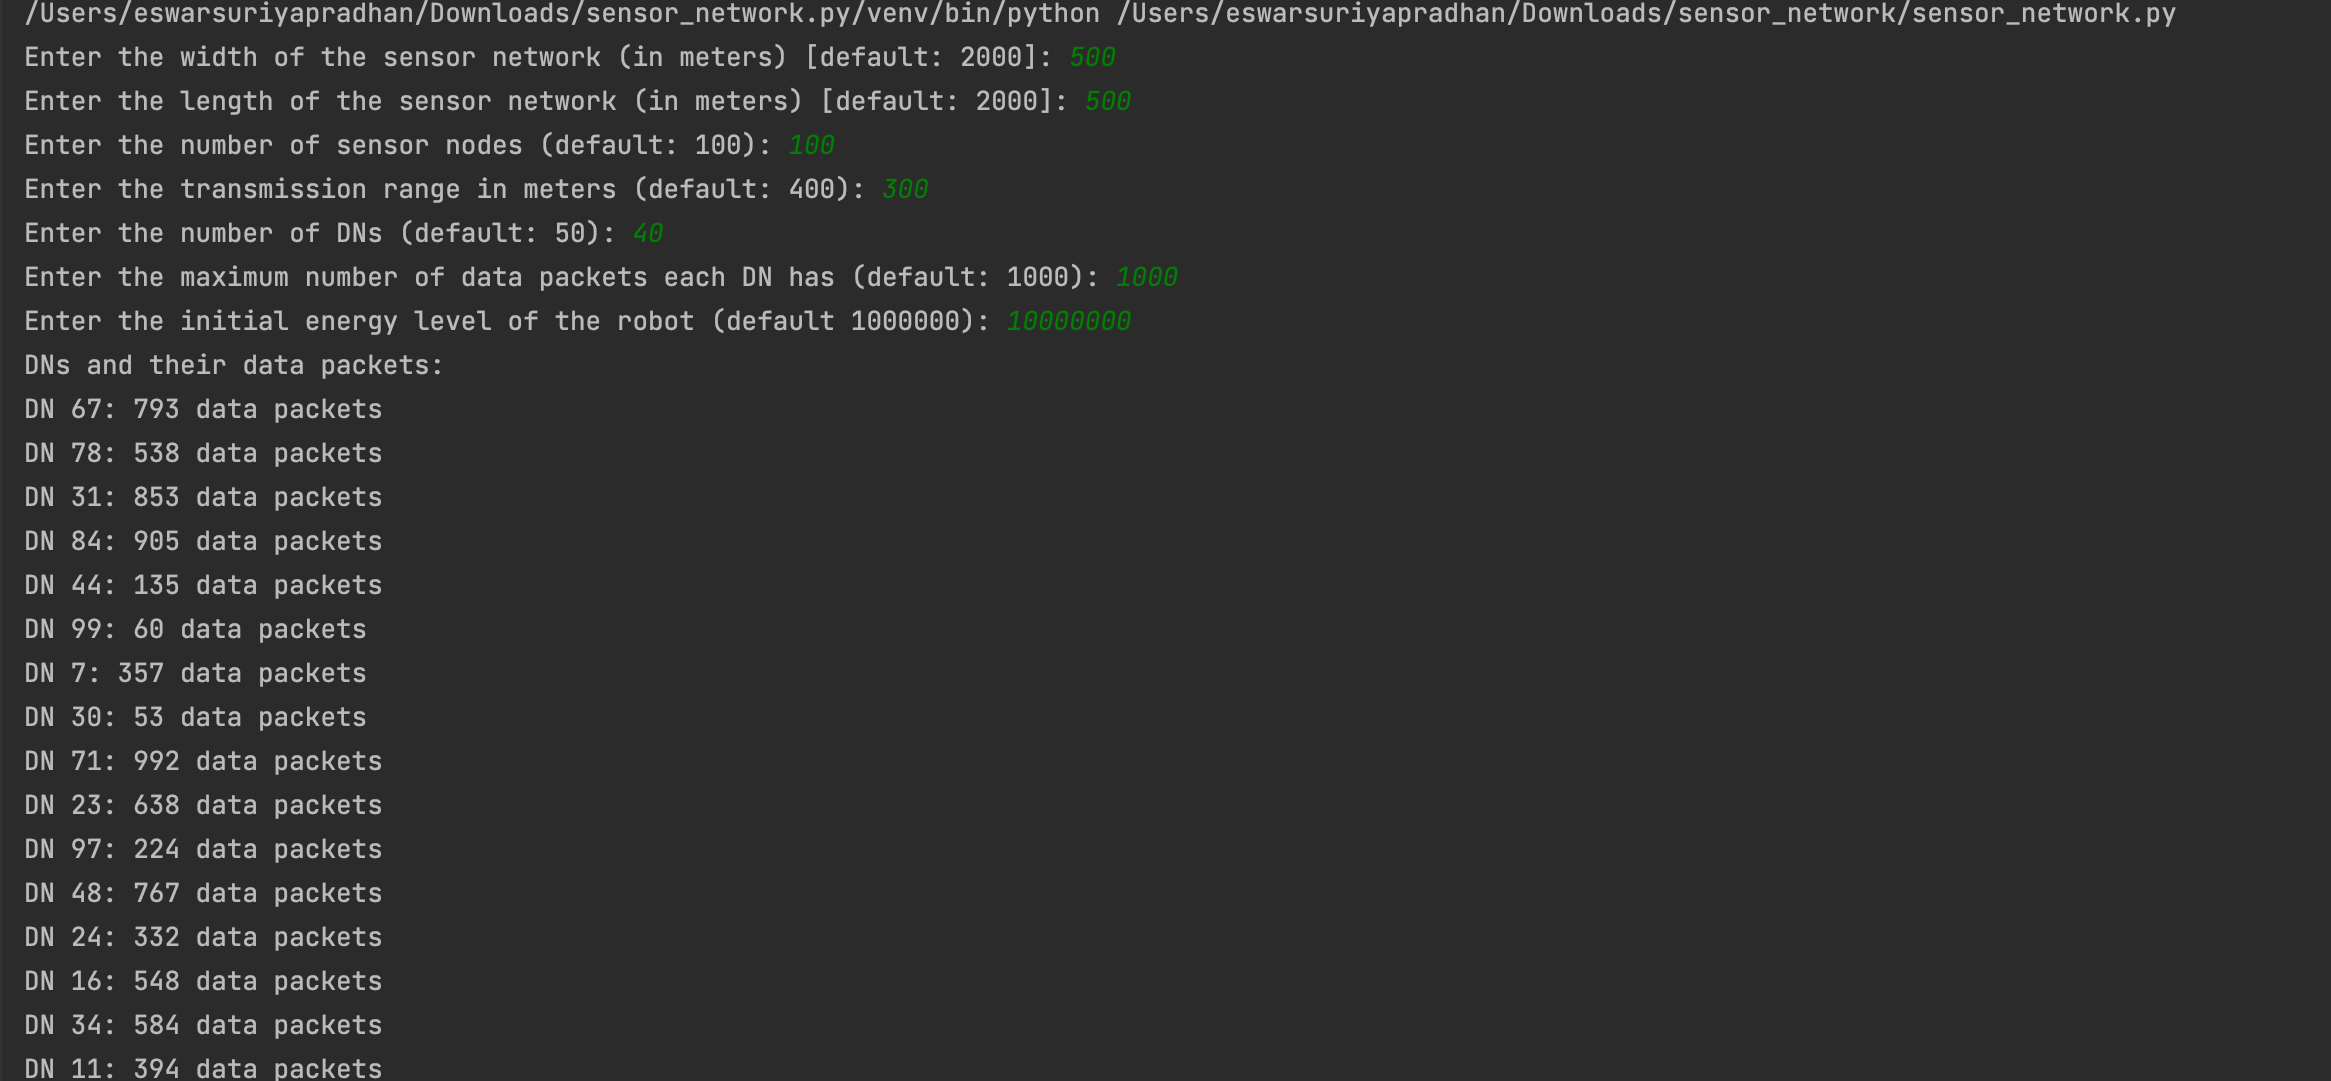 /Users/eswarsuriyapradhan/Downloads/sensor_network.py/venv/bin/python /Users/eswarsuriyapradhan/Downloads/sensor_network/sensor_network.py
Enter the width of the sensor network (in meters) [default: 2000]: 500
Enter the length of the sensor network (in meters) [default: 2000]: 500
Enter the number of sensor nodes (default: 100): 100
Enter the transmission range in meters (default: 400): 300
Enter the number of DNs (default: 50): 40
Enter the maximum number of data packets each DN has (default: 1000): 1000
Enter the initial energy level of the robot (default 1000000): 10000000
DNs and their data packets:
DN 67: 793 data packets
DN 78: 538 data packets
DN 31: 853 data packets
DN 84: 905 data packets
DN 44: 135 data packets
DN 99: 60 data packets
DN 7: 357 data packets
DN 30: 53 data packets
DN 71: 992 data packets
DN 23: 638 data packets
DN 97: 224 data packets
DN 48: 767 data packets
DN 24: 332 data packets
DN 16: 548 data packets
DN 34: 584 data packets
DN 11: 394 data packets